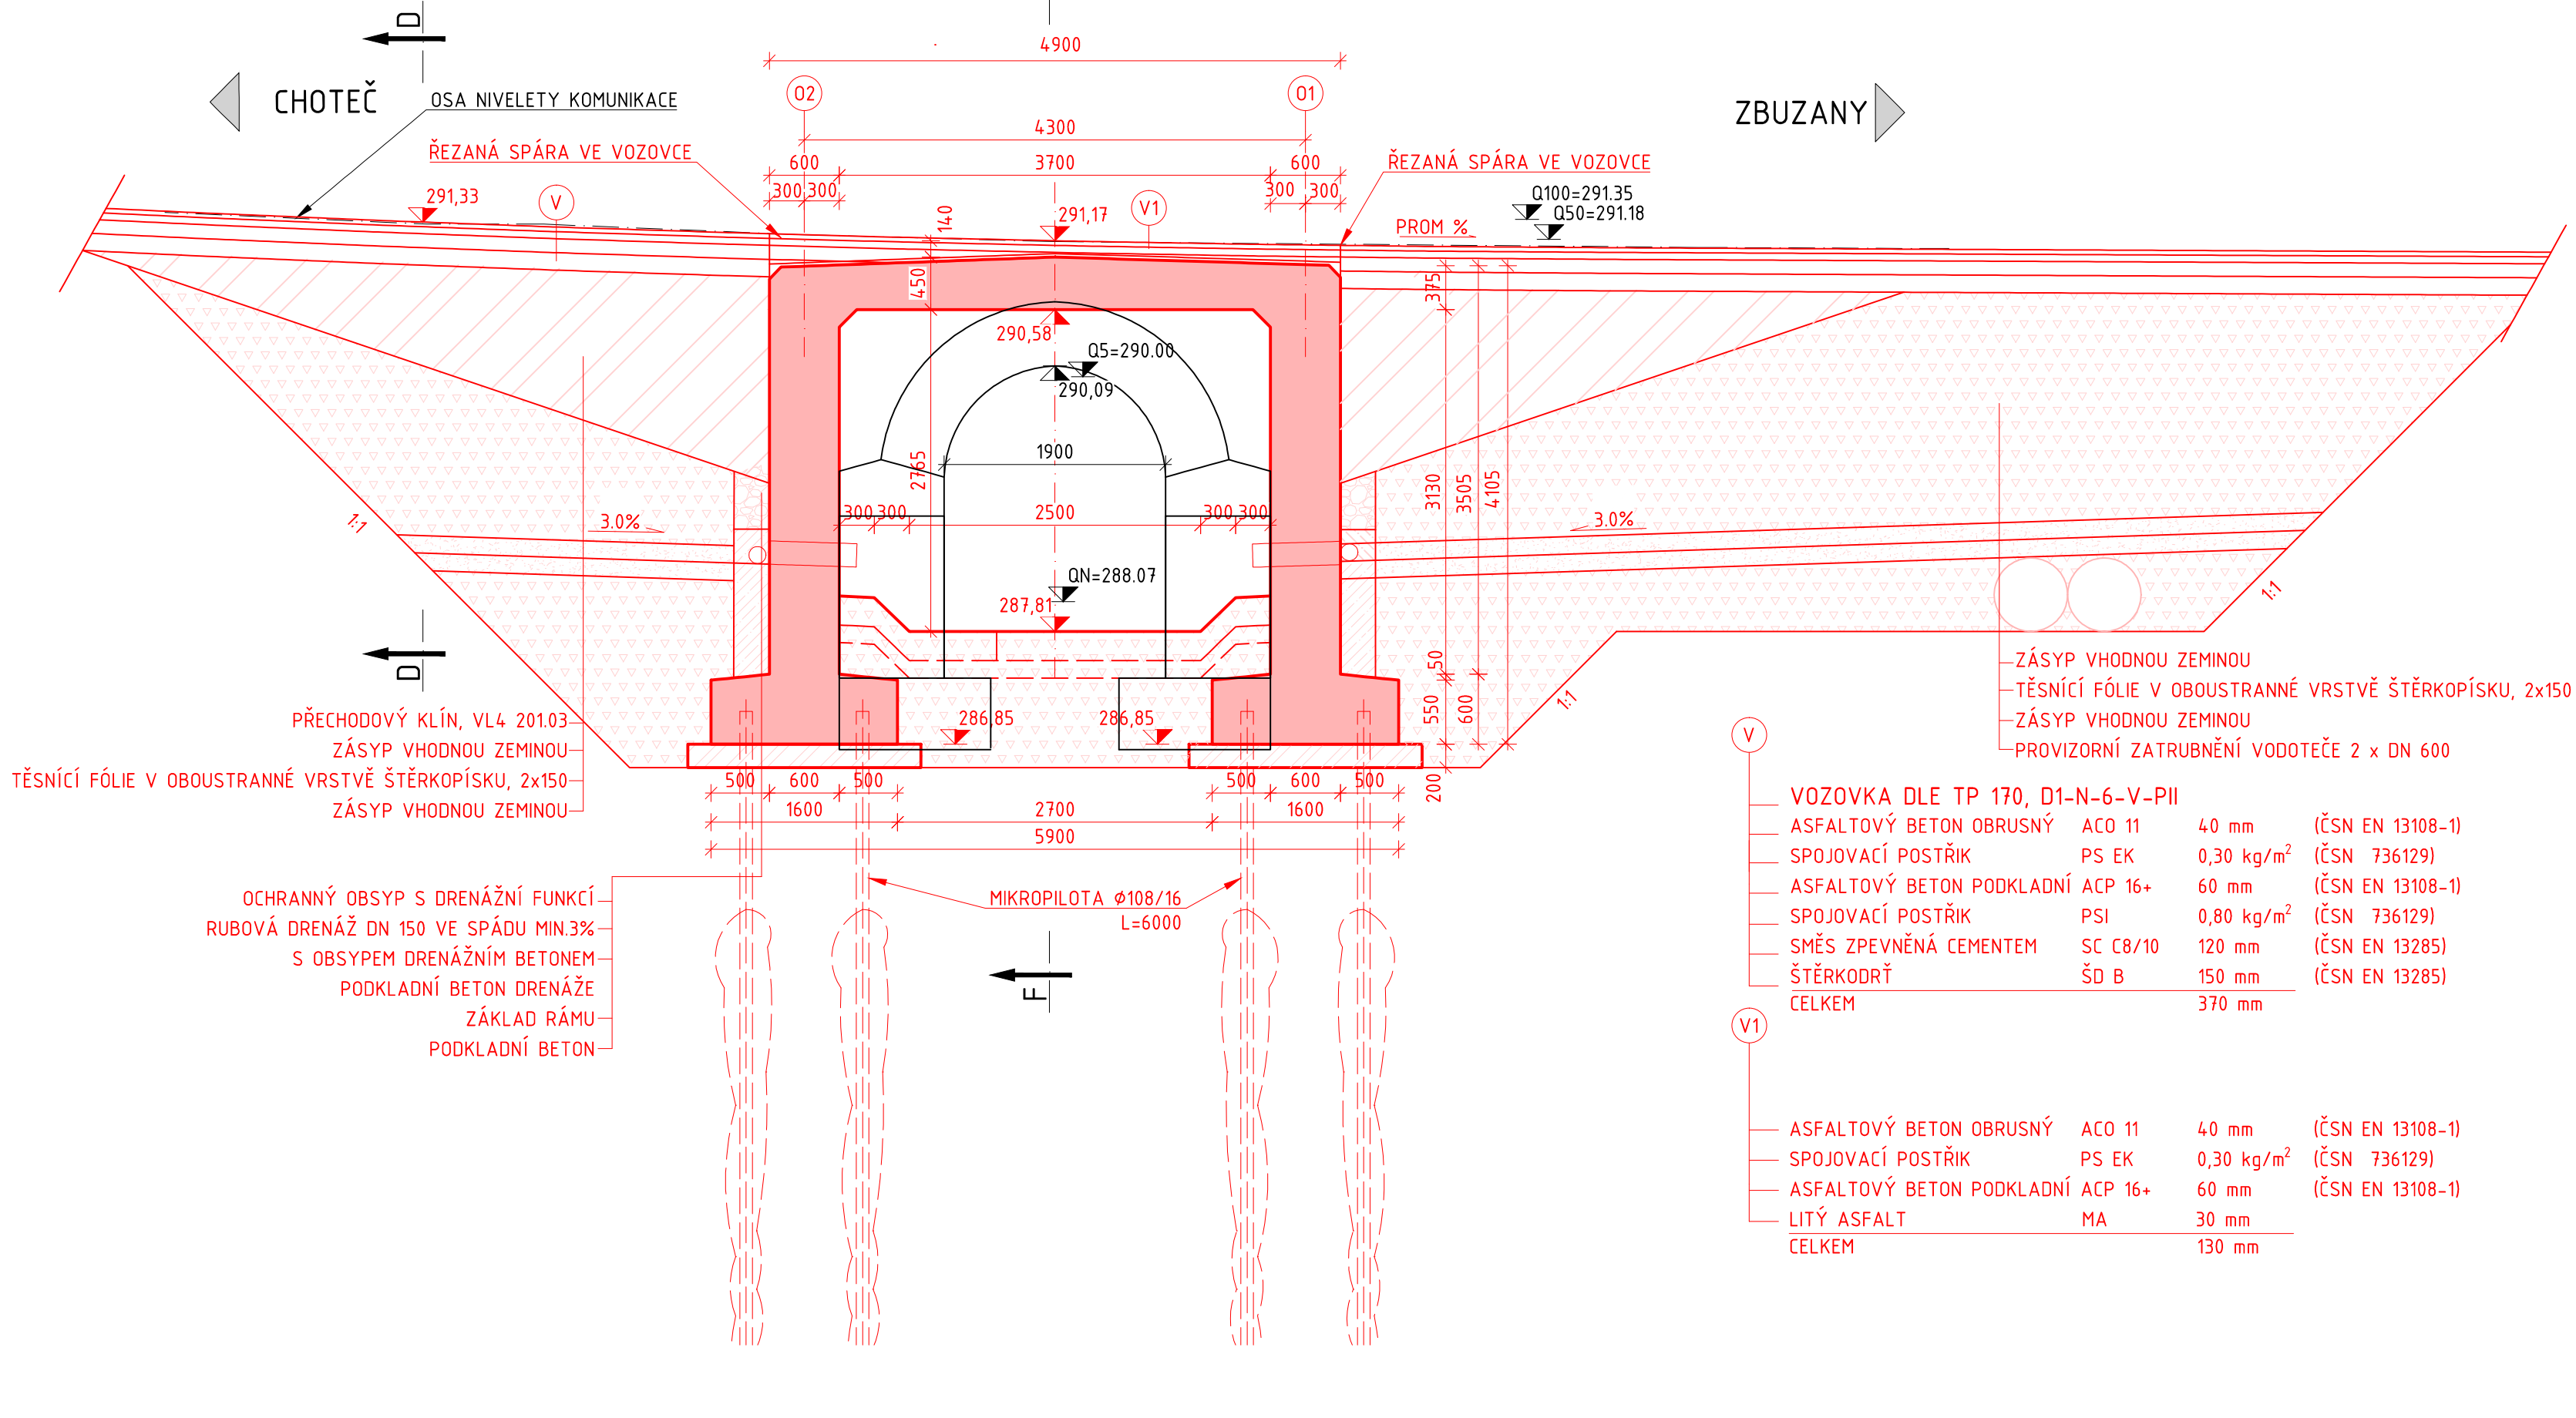 D
4900
CHOTEČ
OSA NIVELETY KOMUNIKACE
O2
O1
ZBUZANY
4300
ŘEZANÁ SPÁRA VE VOZOVCE
600
3700
600
ŘEZANÁ SPÁRA VE VOZOVCE
291,33
V
300
300
140
291,17
V1
300
300
Q100=291.35
Q50=291.18
PROM %
450
375
290,58
Q5=290.00
290,09
1900
2765
3130
3505
4105
1:1
3.0%
300
300
2500
300
300
3.0%
QN=288.07
287,81
1:1
D
50
ZÁSYP VHODNOU ZEMINOU
TĚSNÍCÍ FÓLIE V OBOUSTRANNÉ VRSTVĚ ŠTĚRKOPÍSKU, 2x150
ZÁSYP VHODNOU ZEMINOU
PROVIZORNÍ ZATRUBNĚNÍ VODOTEČE 2 x DN 600
1:1
550
600
286,85
286,85
PŘECHODOVÝ KLÍN, VL4 201.03
ZÁSYP VHODNOU ZEMINOU
TĚSNÍCÍ FÓLIE V OBOUSTRANNÉ VRSTVĚ ŠTĚRKOPÍSKU, 2x150
ZÁSYP VHODNOU ZEMINOU
500
600
500
500
600
500
200
1600
2700
1600
5900
OCHRANNÝ OBSYP S DRENÁŽNÍ FUNKCÍ
RUBOVÁ DRENÁŽ DN 150 VE SPÁDU MIN.3%
S OBSYPEM DRENÁŽNÍM BETONEM
PODKLADNÍ BETON DRENÁŽE
ZÁKLAD RÁMU
PODKLADNÍ BETON
MIKROPILOTA Ø108/16
L=6000
F
V
VOZOVKA DLE TP 170, D1-N-6-V-PII
ASFALTOVÝ BETON OBRUSNÝ ACO 11 40 mm (ČSN EN 13108-1)
SPOJOVACÍ POSTŘIK PS EK 0,30 kg/m² (ČSN 736129)
ASFALTOVÝ BETON PODKLADNÍ ACP 16+ 60 mm (ČSN EN 13108-1)
SPOJOVACÍ POSTŘIK PSI 0,80 kg/m² (ČSN 736129)
SMĚS ZPEVNĚNÁ CEMENTEM SC C8/10 120 mm (ČSN EN 13285)
ŠTĚRKODRŤ ŠD B 150 mm (ČSN EN 13285)
CELKEM 370 mm
V1
ASFALTOVÝ BETON OBRUSNÝ ACO 11 40 mm (ČSN EN 13108-1)
SPOJOVACÍ POSTŘIK PS EK 0,30 kg/m² (ČSN 736129)
ASFALTOVÝ BETON PODKLADNÍ ACP 16+ 60 mm (ČSN EN 13108-1)
LITÝ ASFALT MA 30 mm
CELKEM 130 mm